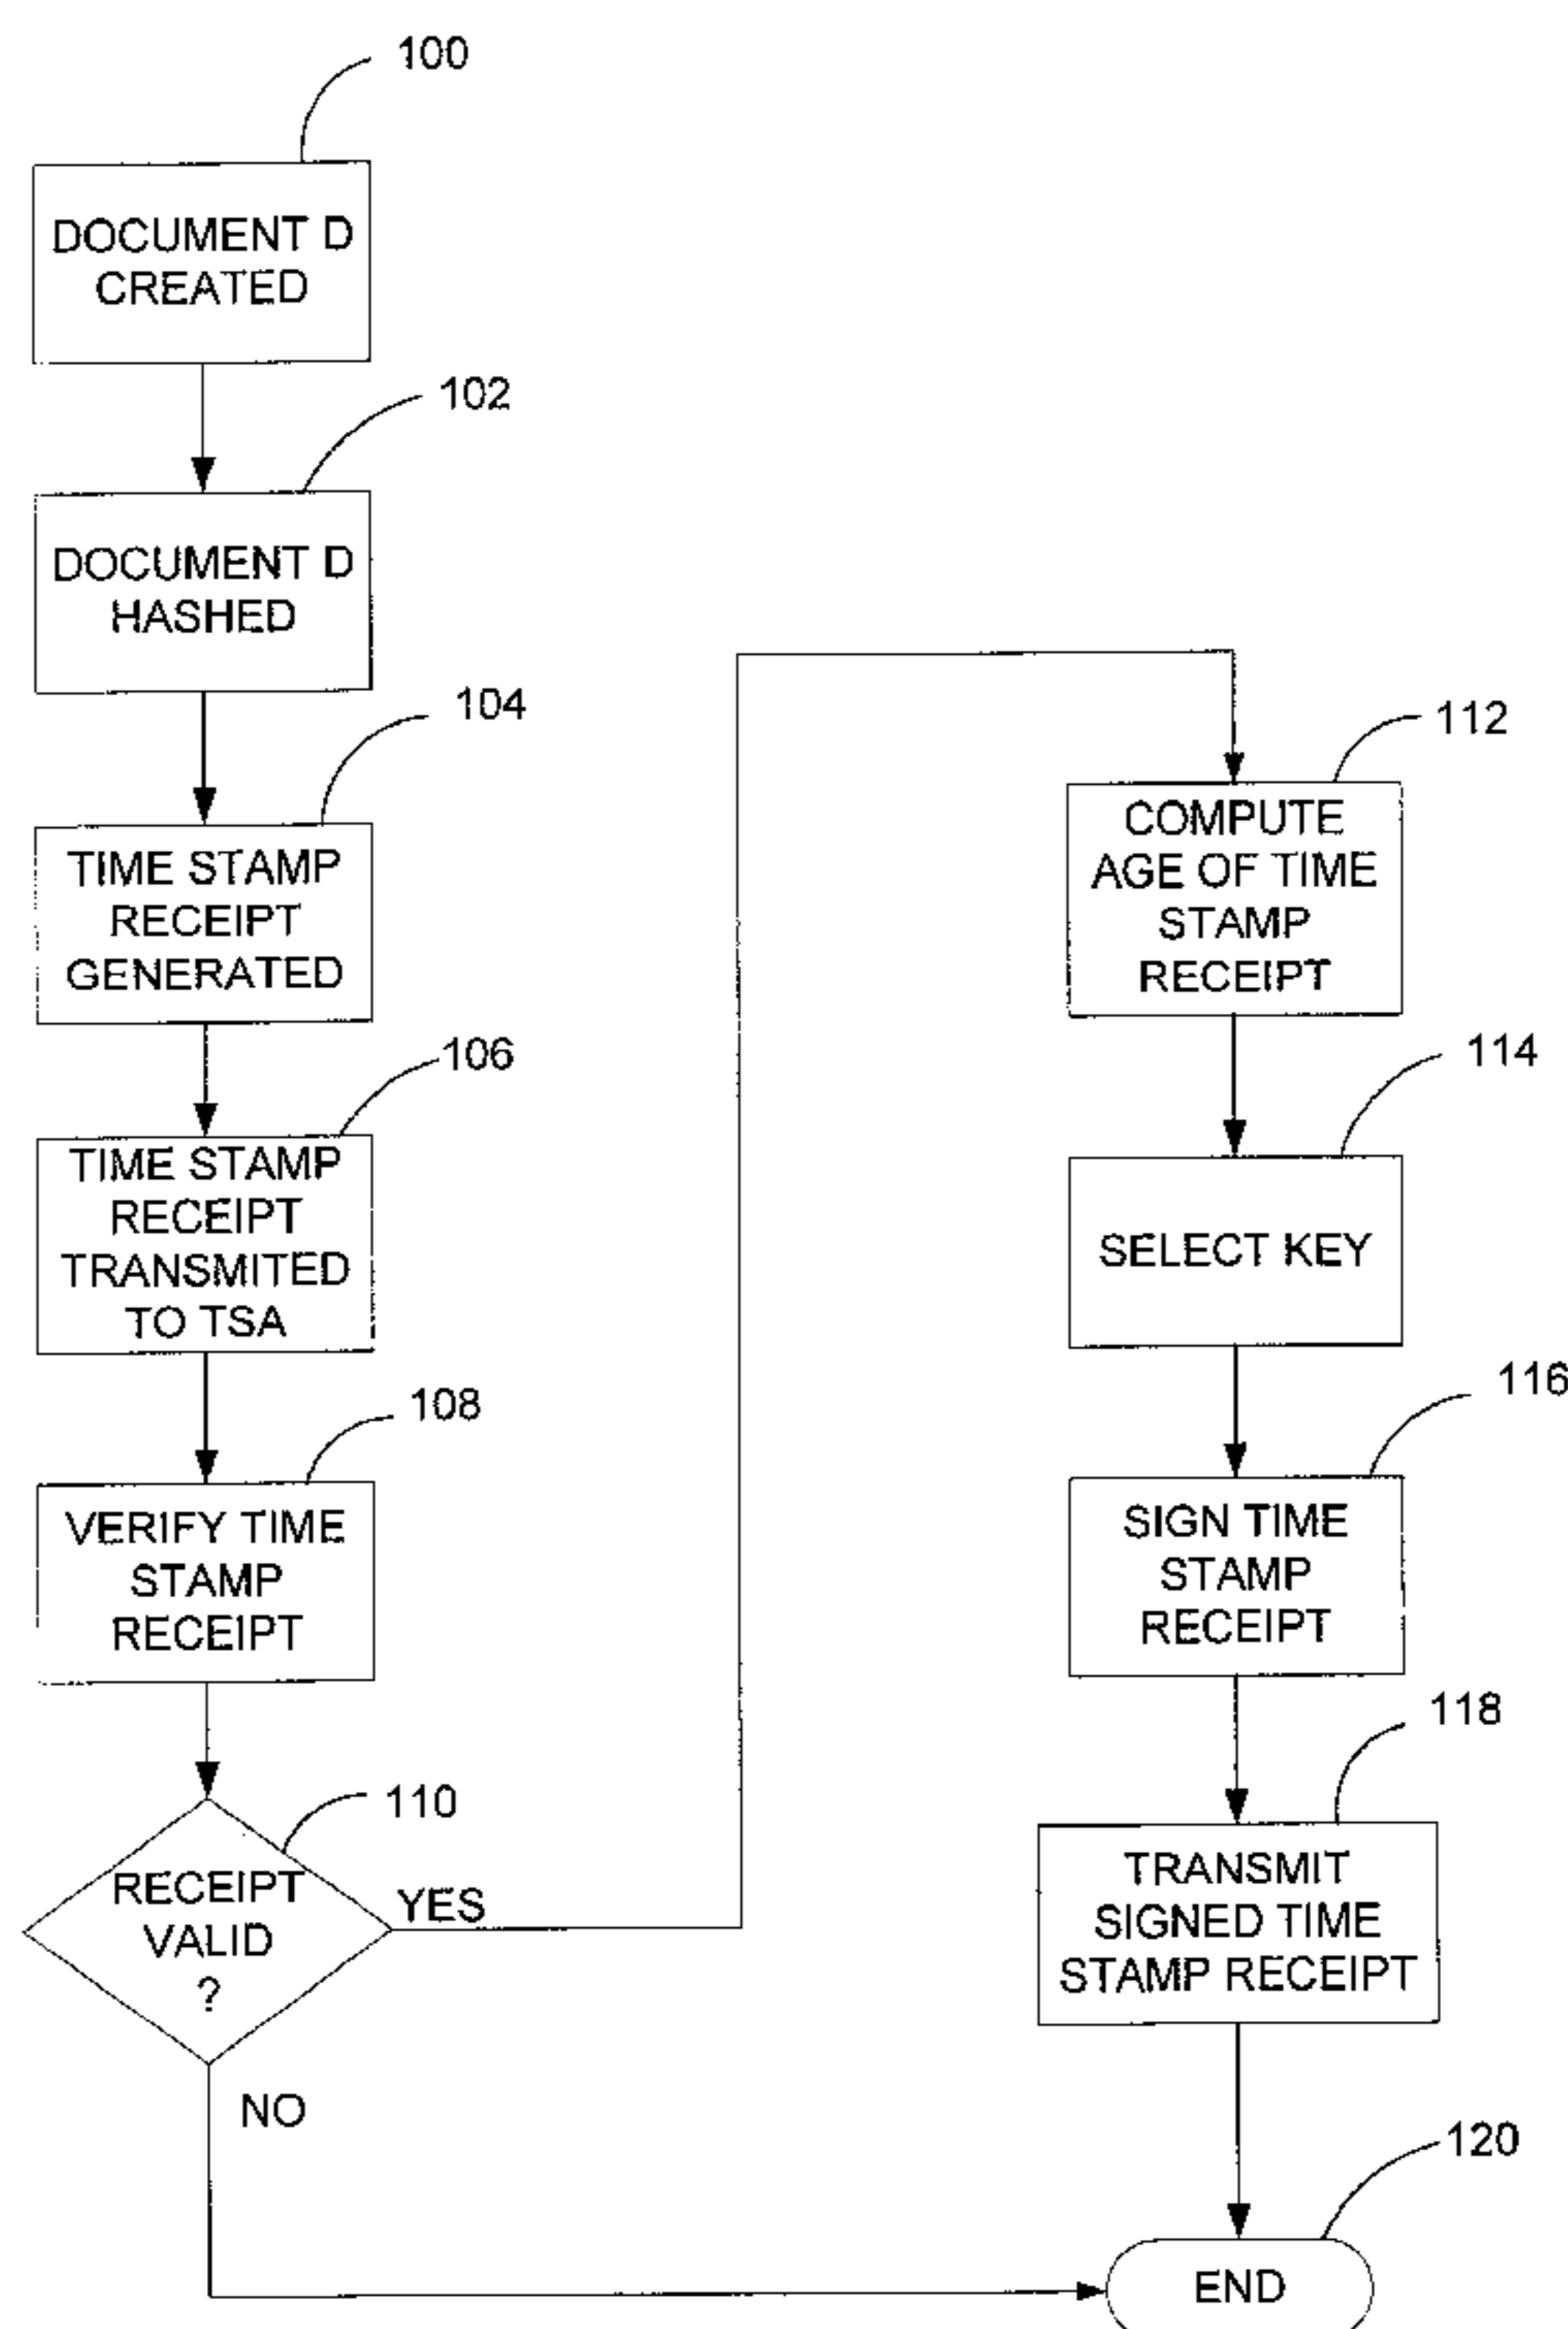 100
DOCUMENT D
CREATED
102
DOCUMENT D
HASHED
104
TIME STAMP
RECEIPT
GENERATED
106
TIME STAMP
RECEIPT
TRANSMITED
TO TSA
108
VERIFY TIME
STAMP
RECEIPT
110
RECEIPT
VALID
?
YES
NO
112
COMPUTE
AGE OF TIME
STAMP
RECEIPT
114
SELECT KEY
116
SIGN TIME
STAMP
RECEIPT
118
TRANSMIT
SIGNED TIME
STAMP RECEIPT
120
END